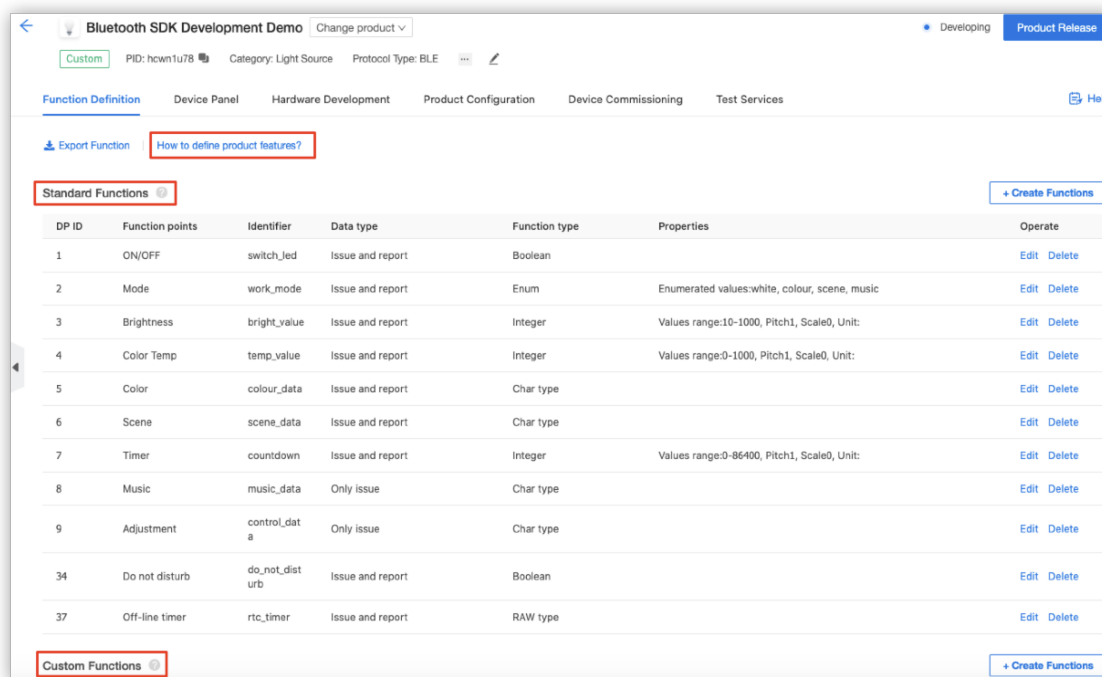 Bluetooth SDK Development Demo Change product
Developing Product Release
Custom PID: hcwn1u78 Category: Light Source Protocol Type: BLE ...
Function Definition Device Panel Hardware Development Product Configuration Device Commissioning Test Services He
Export Function How to define product features?
Standard Functions ? + Create Functions
DP ID Function points Identifier Data type Function type Properties Operate
1 ON/OFF switch_led Issue and report Boolean Edit Delete
2 Mode work_mode Issue and report Enum Enumerated values:white, colour, scene, music Edit Delete
3 Brightness bright_value Issue and report Integer Values range:10-1000, Pitch1, Scale0, Unit: Edit Delete
4 Color Temp temp_value Issue and report Integer Values range:0-1000, Pitch1, Scale0, Unit: Edit Delete
5 Color colour_data Issue and report Char type Edit Delete
6 Scene scene_data Issue and report Char type Edit Delete
7 Timer countdown Issue and report Integer Values range:0-86400, Pitch1, Scale0, Unit: Edit Delete
8 Music music_data Only issue Char type Edit Delete
9 Adjustment control_dat
a Only issue Char type Edit Delete
34 Do not disturb do_not_dist
urb Issue and report Boolean Edit Delete
37 Off-line timer rtc_timer Issue and report RAW type Edit Delete
Custom Functions ? + Create Functions